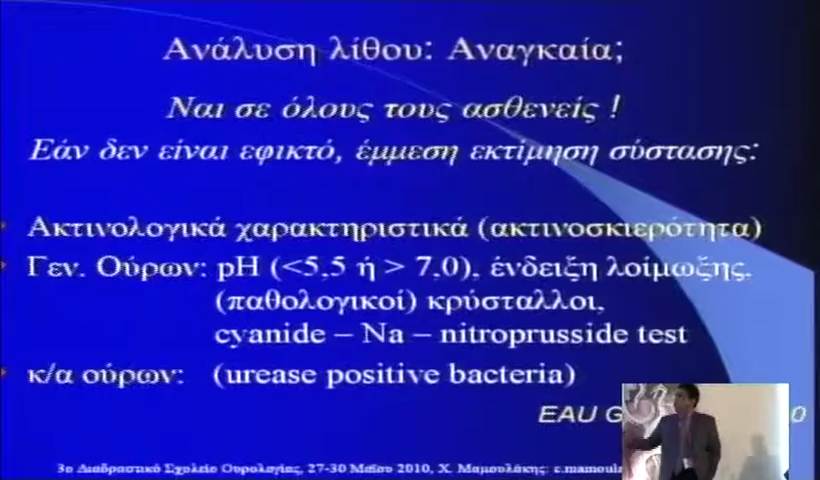 Ανάλυση λίθου: Αναγκαία;
Ναι σε όλους τους ασθενείς !
Εάν δεν είναι εφικτό, έμμεση εκτίμηση σύστασης:
Ακτινολογικά χαρακτηριστικά (ακτινοσκιερότητα)
Γεν. Ούρων: pH (<5,5 ή > 7,0), ένδειξη λοίμωξης,
(παθολογικοί) κρύσταλλοι,
cyanide – Na – nitroprusside test
κ/α ούρων: (urease positive bacteria)
EAU
3ο Διαδραστικό Σχολείο Ουρολογίας, 27-30 Μαΐου 2010, Χ. Μαμουλάκης: